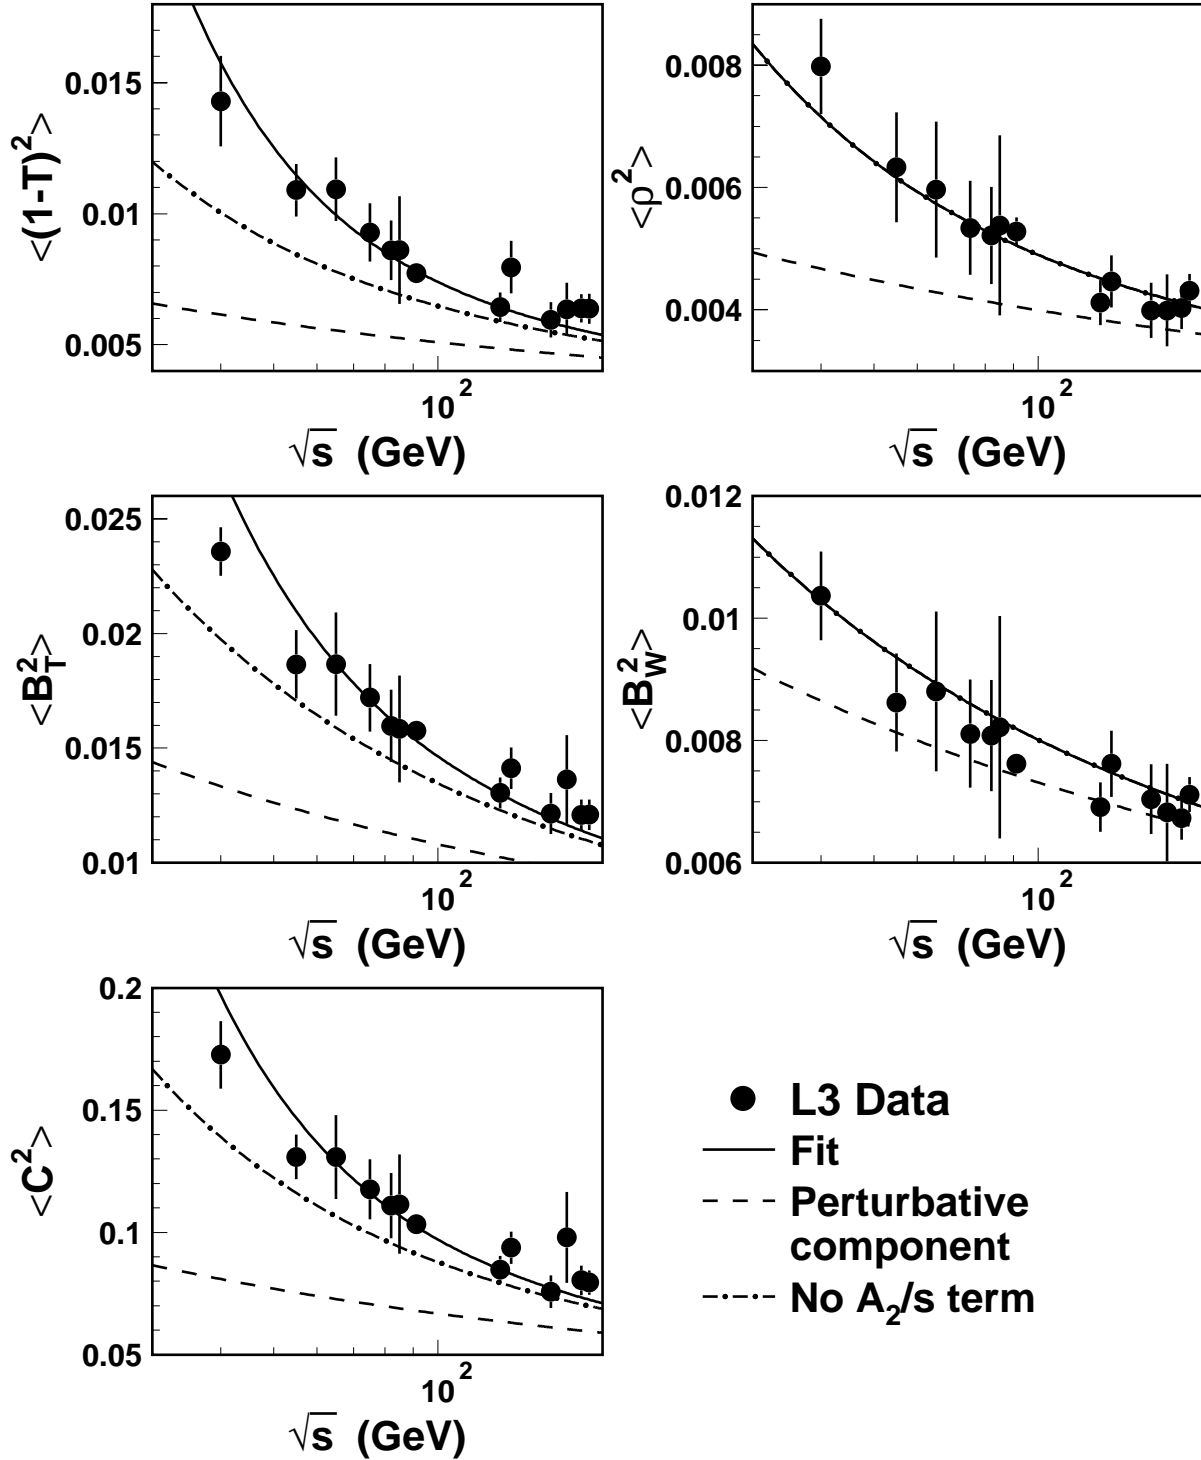 <(1-T)²>
0.015
0.01
0.005
10²
√s (GeV)
<ρ²>
0.008
0.006
0.004
10²
√s (GeV)
<B_T²>
0.025
0.02
0.015
0.01
10²
√s (GeV)
<B_W²>
0.012
0.01
0.008
0.006
10²
√s (GeV)
<C²>
0.2
0.15
0.1
0.05
10²
√s (GeV)
L3 Data
Fit
Perturbative
component
No A₂/s term